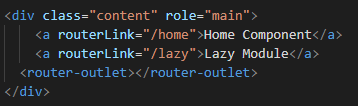 <div class="content" role="main">
    <a routerLink="/home">Home Component</a>
    <a routerLink="/lazy">Lazy Module</a>
  <router-outlet></router-outlet>
</div>